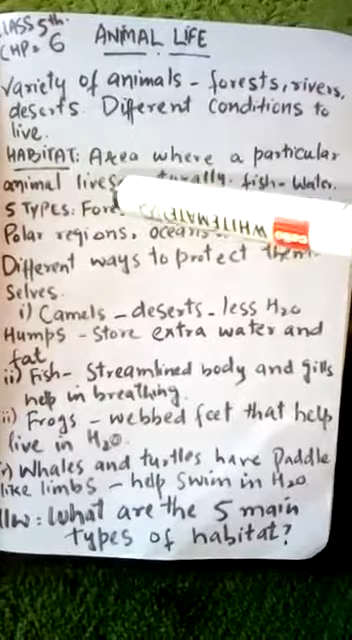 CLASS 5th.
CHP. 6 ANIMAL LIFE
Variety of animals - forests, rivers,
deserts. Different conditions to
live.
HABITAT: Area where a particular
animal lives fish - Water.
5 TYPES:
WHITEMATE
cello
Polar regions, oceans
Different ways to protect them
selves.
i) Camels - deserts - less H2O
Humps - Store extra water and
fat
ii) Fish - Streamlined body and gills
help in breathing.
ii) Frogs - webbed feet that help
live in H2O.
) Whales and turtles have Paddle
like limbs - help swim in H2O
HW: What are the 5 main
types of habitat?